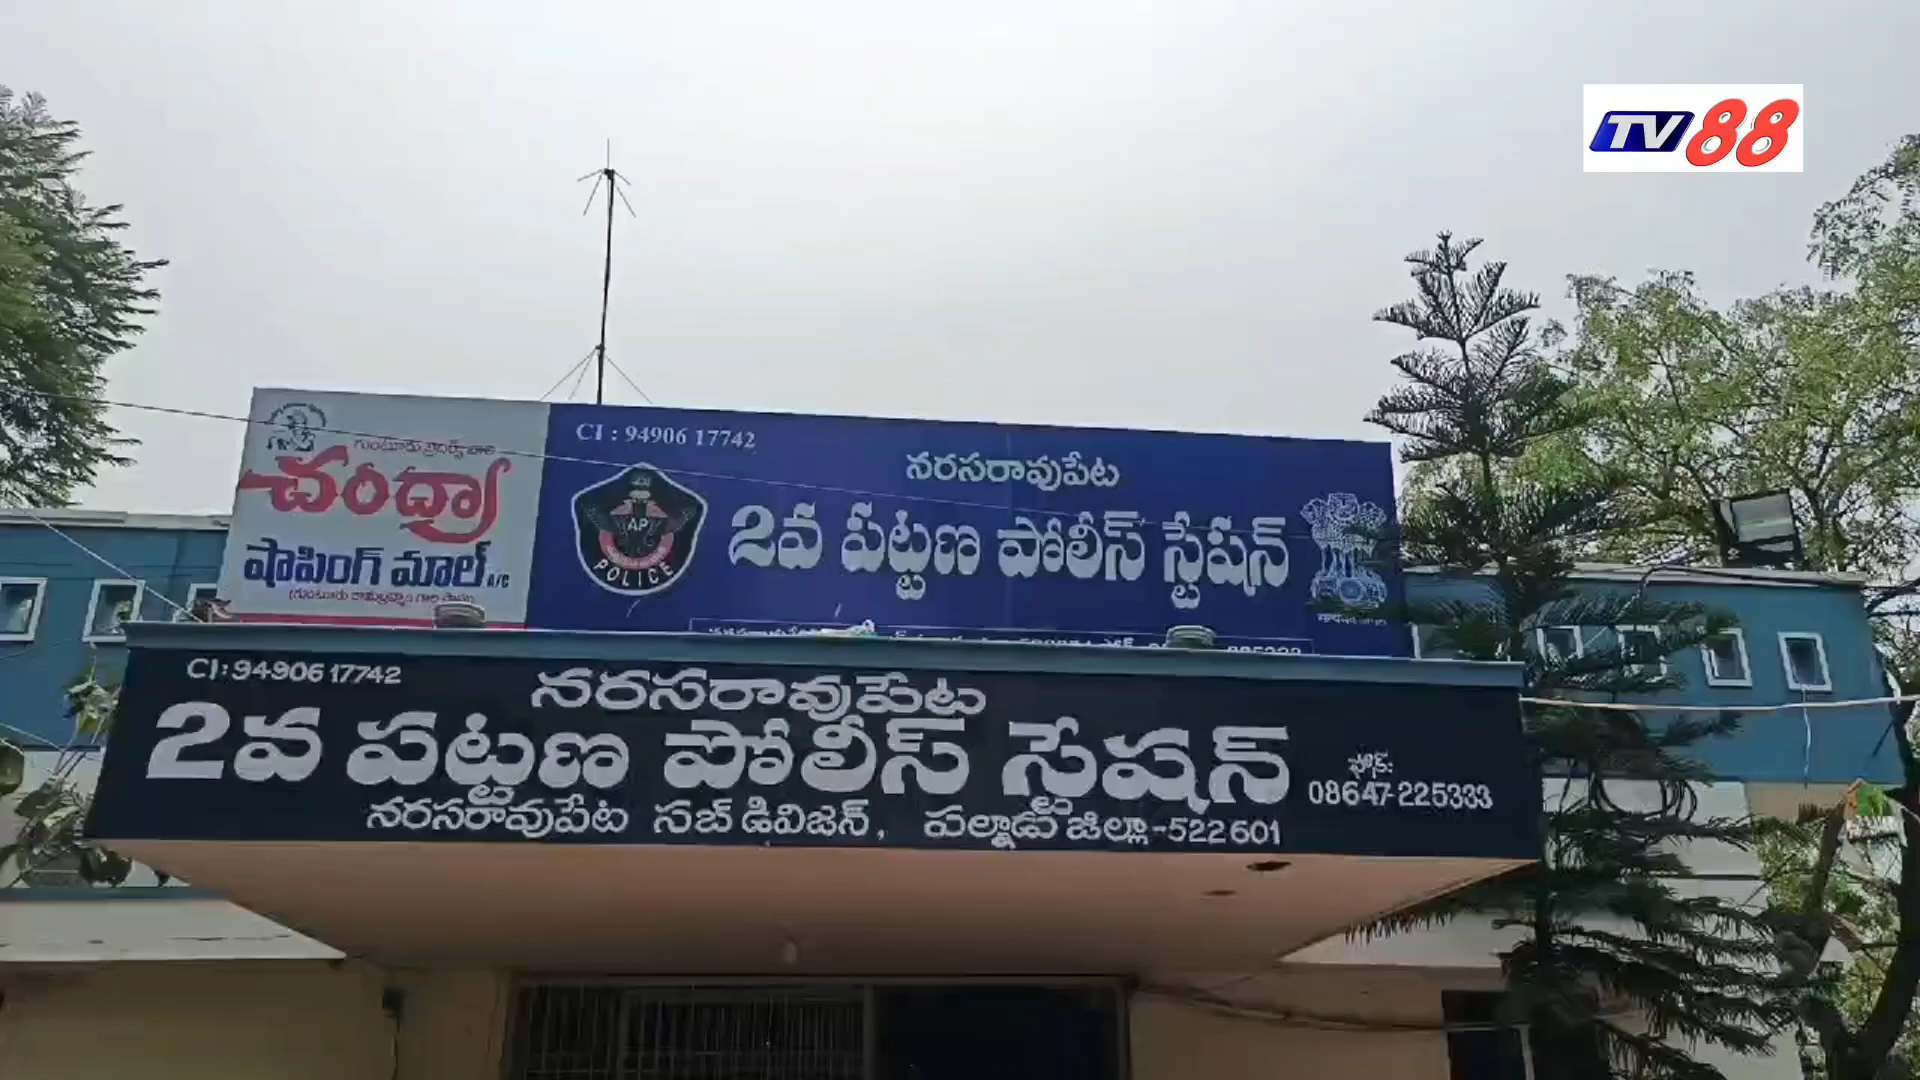 TV88
CI : 94906 17742
నరసరావుపేట
చంద్రా
2వ పట్టణ పోలీస్ స్టేషన్
AP
POLICE
షాపింగ్ మాల్ A/C
CI: 94906 17742
నరసరావుపేట
2వ పట్టణ పోలీస్ స్టేషన్
ఫోన్:
08647-225333
నరసరావుపేట సబ్ డివిజన్, పల్నాడు జిల్లా-522601